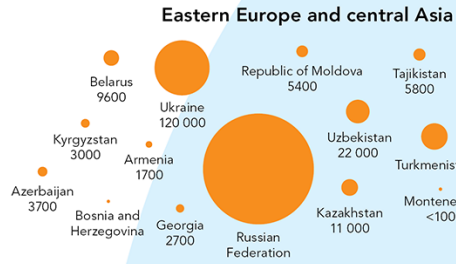 Eastern Europe and central Asia
Belarus
9600
Ukraine
120 000
Republic of Moldova
5400
Tajikistan
5800
Kyrgyzstan
3000
Armenia
1700
Uzbekistan
22 000
Turkmenist
Azerbaijan
3700
Bosnia and
Herzegovina
Georgia
2700
Russian
Federation
Kazakhstan
11 000
Montene
<100